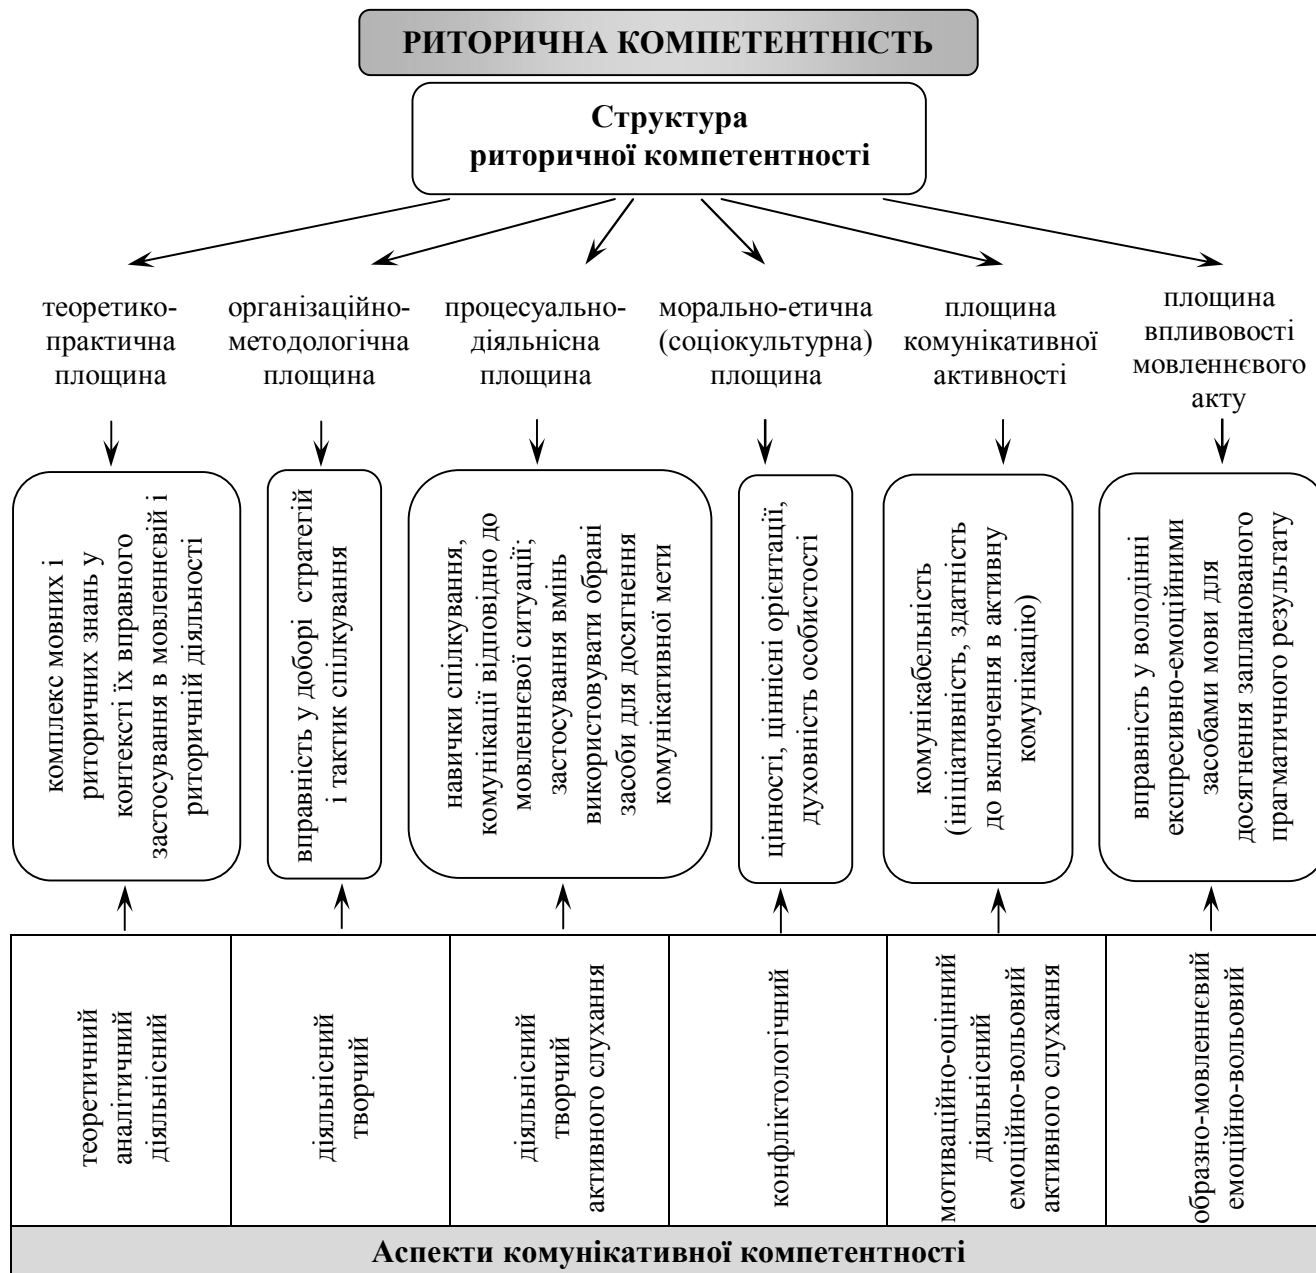 РИТОРИЧНА КОМПЕТЕНТНІСТЬ
Структура
риторичної компетентності
теоретико-
практична
площина
організаційно-
методологічна
площина
процесуально-
діяльнісна
площина
морально-етична
(соціокультурна)
площина
площина
комунікативної
активності
площина
впливовості
мовленнєвого
акту
комплекс мовних і
риторичних знань у
контексті їх вправного
застосування в мовленнєвій і
риторичній діяльності
вправність у доборі стратегій
і тактик спілкування
навички спілкування,
комунікації відповідно до
мовленнєвої ситуації;
застосування вмінь
використовувати обрані
засоби для досягнення
комунікативної мети
цінності, ціннісні орієнтації,
духовність особистості
комунікабельність
(ініціативність, здатність
до включення в активну
комунікацію)
вправність у володінні
експресивно-емоційними
засобами мови для
досягнення запланованого
прагматичного результату
теоретичний
аналітичний
діяльнісний
діяльнісний
творчий
діяльнісний
творчий
активного слухання
конфліктологічний
мотиваційно-оцінний
діяльнісний
емоційно-вольовий
активного слухання
образно-мовленнєвий
емоційно-вольовий
Аспекти комунікативної компетентності